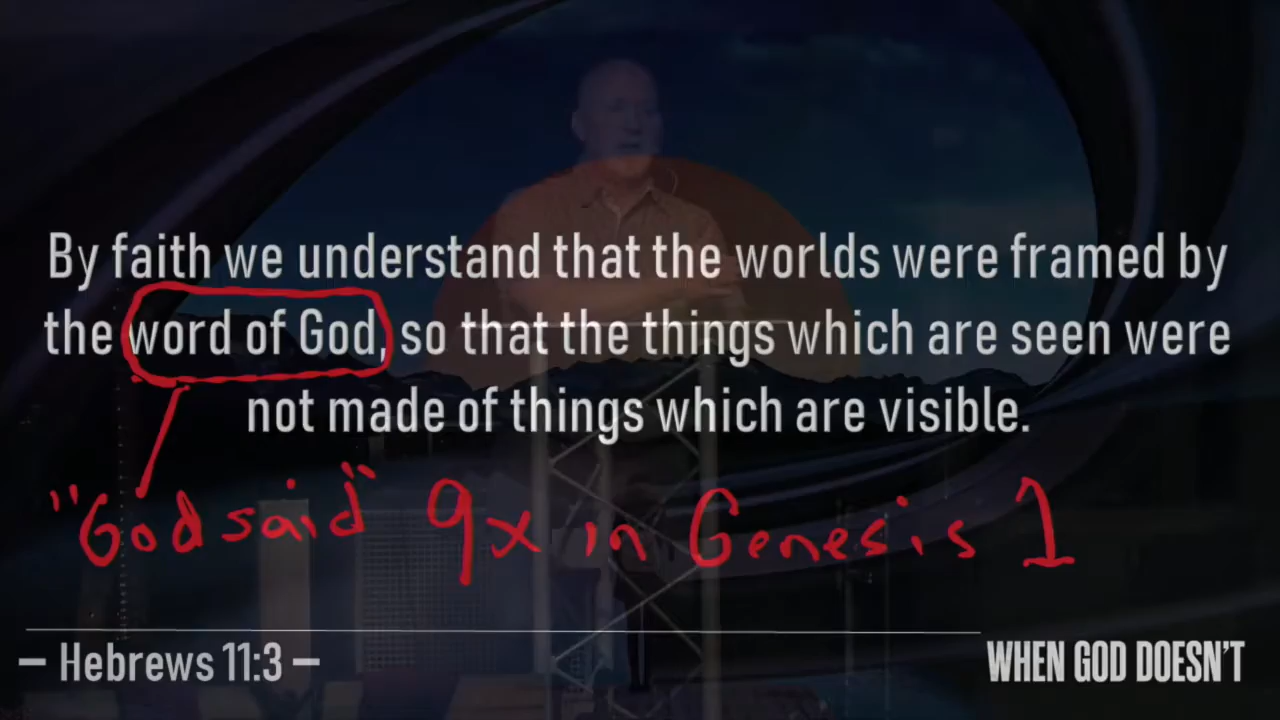 By faith we understand that the worlds were framed by
the word of God, so that the things which are seen were
not made of things which are visible.
"God said" 9x in Genesis 1
– Hebrews 11:3 –
WHEN GOD DOESN'T